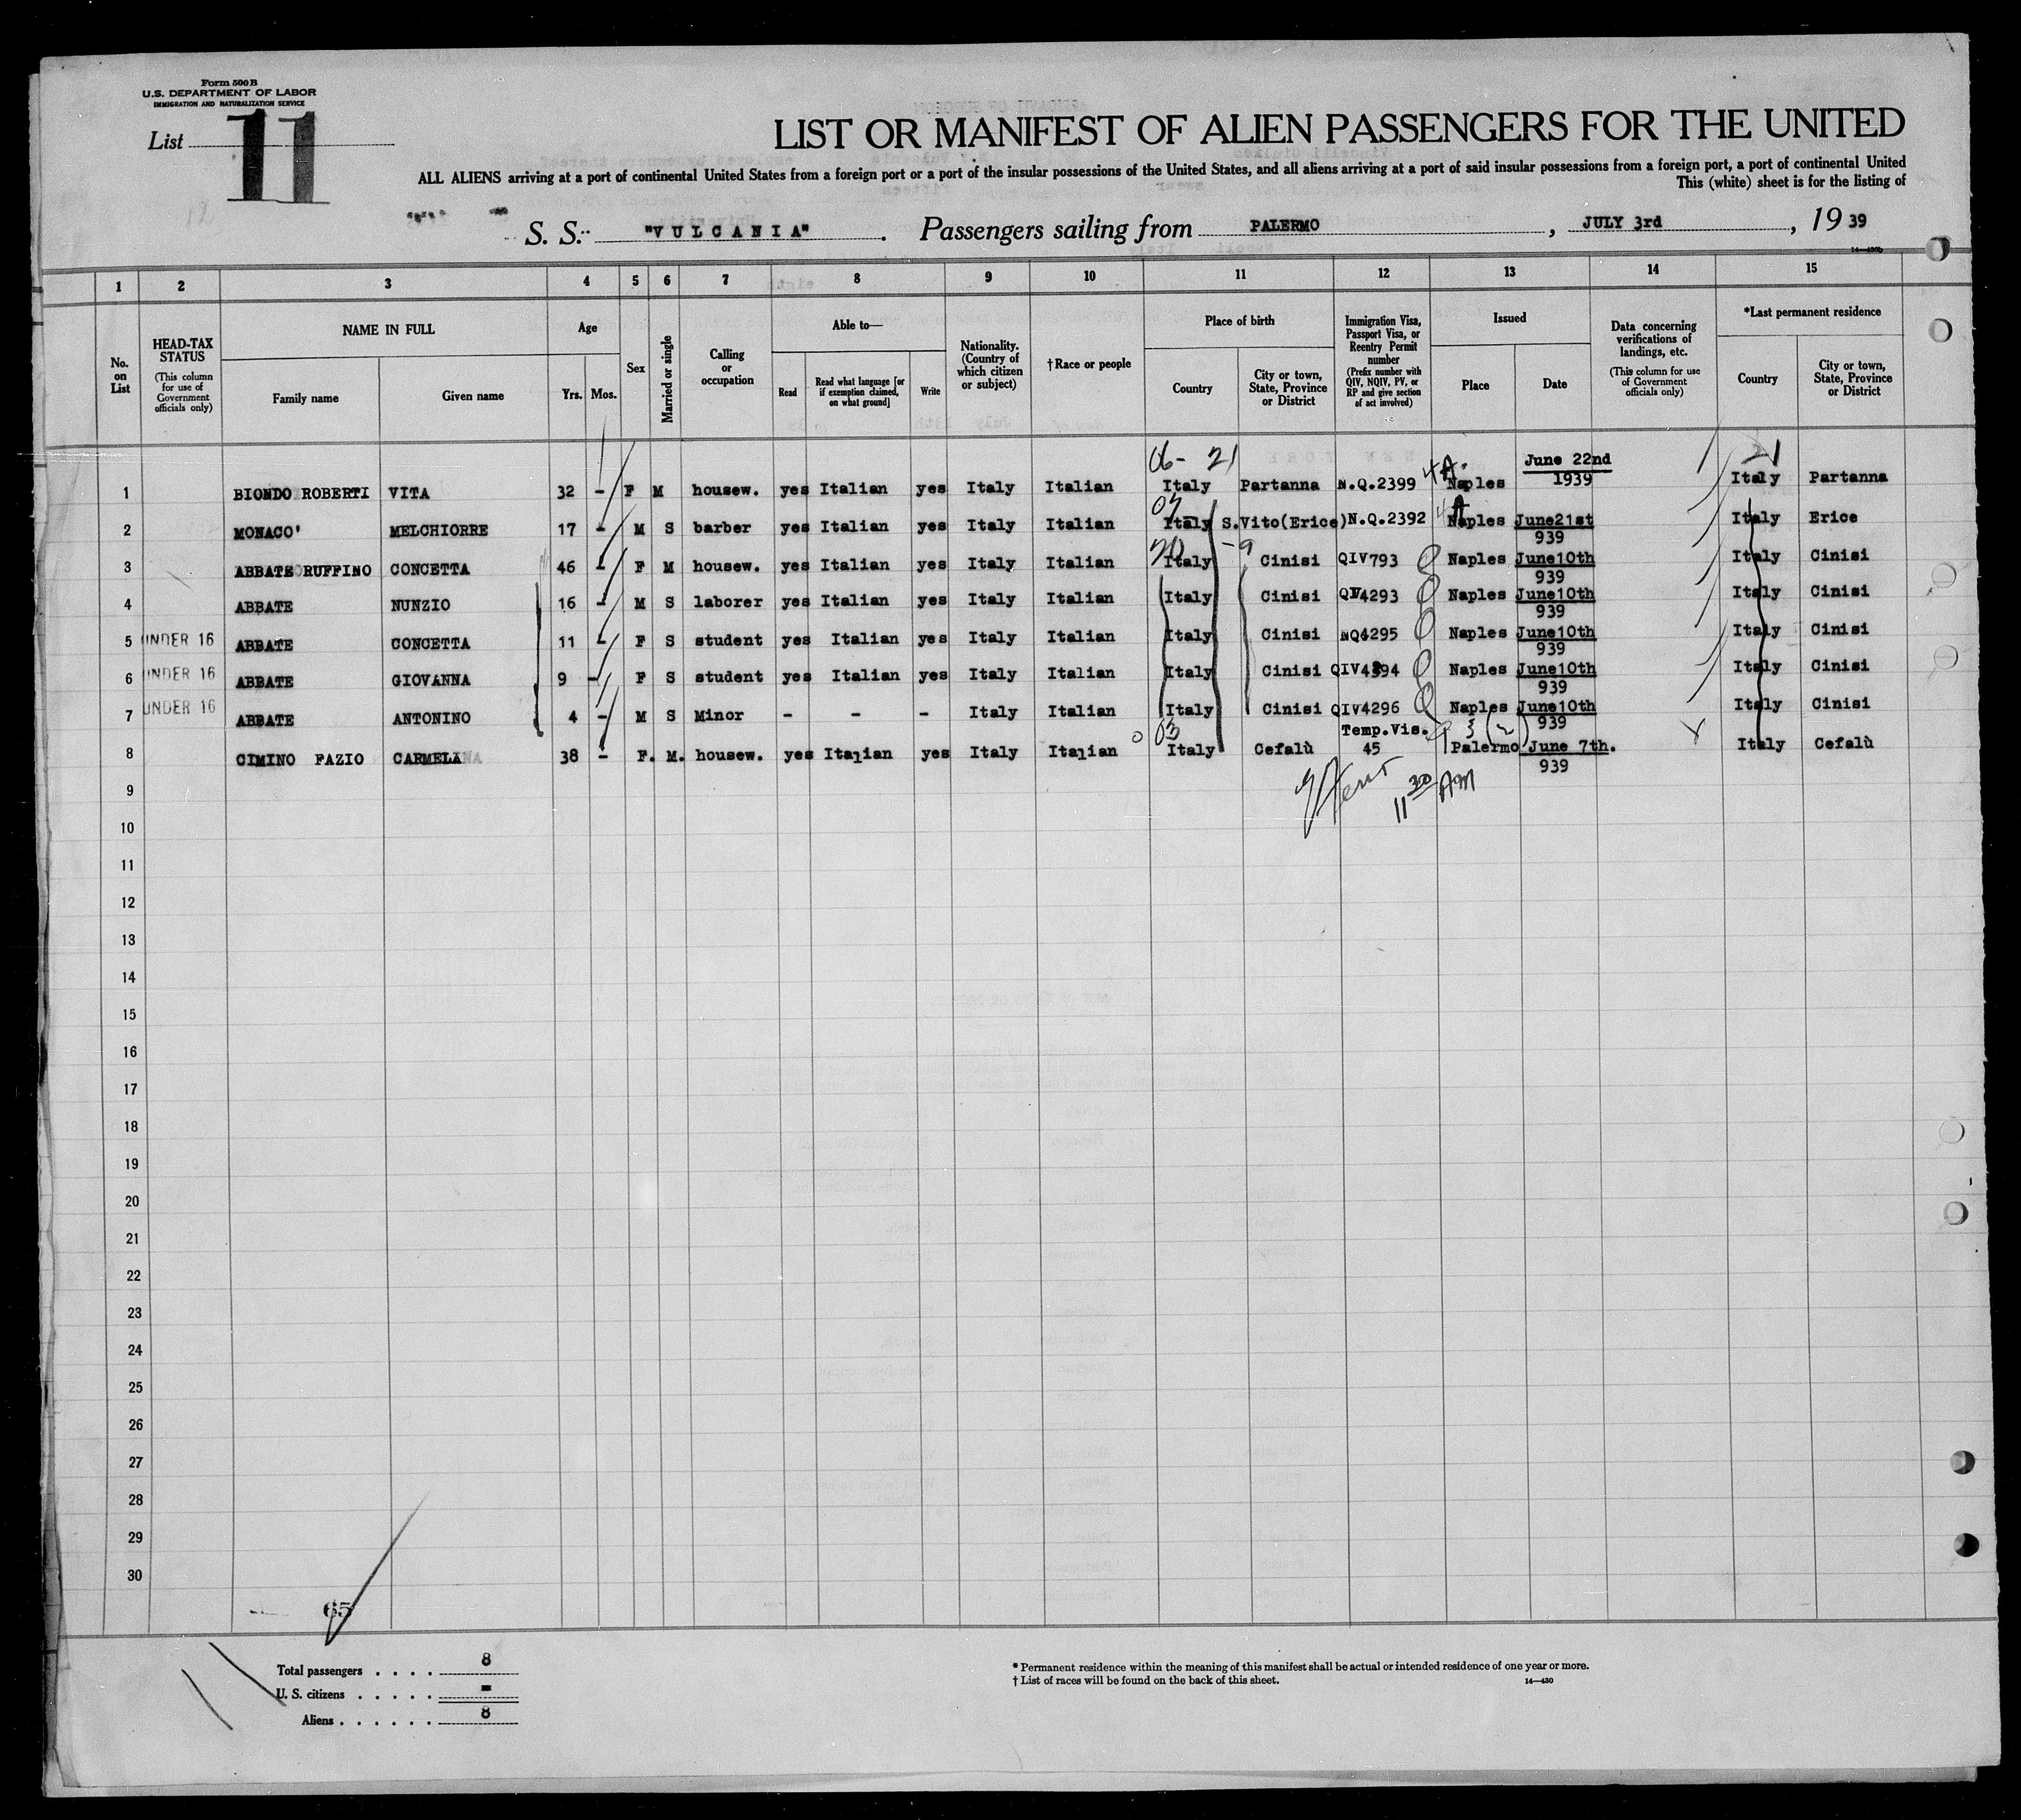 Form 500 B
U.S. DEPARTMENT OF LABOR
IMMIGRATION AND NATURALIZATION SERVICE
List 11
LIST OR MANIFEST OF ALIEN PASSENGERS FOR THE UNITED
ALL ALIENS arriving at a port of continental United States from a foreign port or a port of the insular possessions of the United States, and all aliens arriving at a port of said insular possessions from a foreign port, a port of continental United
This (white) sheet is for the listing of
12
S. S. "VULCANIA". Passengers sailing from PALERMO, JULY 3rd, 19 39
14—430b
1 2 3 4 5 6 7 8 9 10 11 12 13 14 15
No. on List
HEAD-TAX STATUS
(This column for use of Government officials only)
NAME IN FULL
Family name
Given name
Age
Yrs. Mos.
Sex
Married or single
Calling or occupation
Able to—
Read
Read what language [or if exemption claimed, on what ground]
Write
Nationality. (Country of which citizen or subject)
†Race or people
Place of birth
Country
City or town, State, Province or District
Immigration Visa, Passport Visa, or Reentry Permit number
(Prefix number with QIV, NQIV, PV, or RP and give section of act involved)
Issued
Place
Date
Data concerning verifications of landings, etc.
(This column for use of Government officials only)
*Last permanent residence
Country
City or town, State, Province or District
06- 21 4A. June 22nd 21
1 BIONDO ROBERTI VITA 32 - F M housew. yes Italian yes Italy Italian Italy Partanna N.Q.2399 Naples 1939 Italy Partanna
2 MONACO' MELCHIORRE 17 - M S barber yes Italian yes Italy Italian Italy S.Vito(Erice) N.Q.2392 Naples June21st 939 Italy Erice
3 ABBATE RUFFINO CONCETTA 46 - F M housew. yes Italian yes Italy Italian Italy Cinisi QIV793 Naples June10th 939 Italy Cinisi
4 ABBATE NUNZIO 16 - M S laborer yes Italian yes Italy Italian Italy Cinisi QIV4293 Naples June10th 939 Italy Cinisi
5 UNDER 16 ABBATE CONCETTA 11 - F S student yes Italian yes Italy Italian Italy Cinisi NQ4295 Naples June10th 939 Italy Cinisi
6 UNDER 16 ABBATE GIOVANNA 9 - F S student yes Italian yes Italy Italian Italy Cinisi QIV4294 Naples June10th 939 Italy Cinisi
7 UNDER 16 ABBATE ANTONINO 4 - M S Minor - - - Italy Italian Italy Cinisi QIV4296 Naples June10th 939 Italy Cinisi
03 Temp.Vis. 3 (2)
8 CIMINO FAZIO CARMELA 38 - F. M. housew. yes Italian yes Italy Italian Italy Cefalù 45 Palermo June 7th. 939 Italy Cefalù
11 30 AM
9
10
11
12
13
14
15
16
17
18
19
20
21
22
23
24
25
26
27
28
29
30
65
Total passengers . . . . 8
U. S. citizens . . . . . -
Aliens . . . . . . 8
* Permanent residence within the meaning of this manifest shall be actual or intended residence of one year or more.
† List of races will be found on the back of this sheet.
14—430